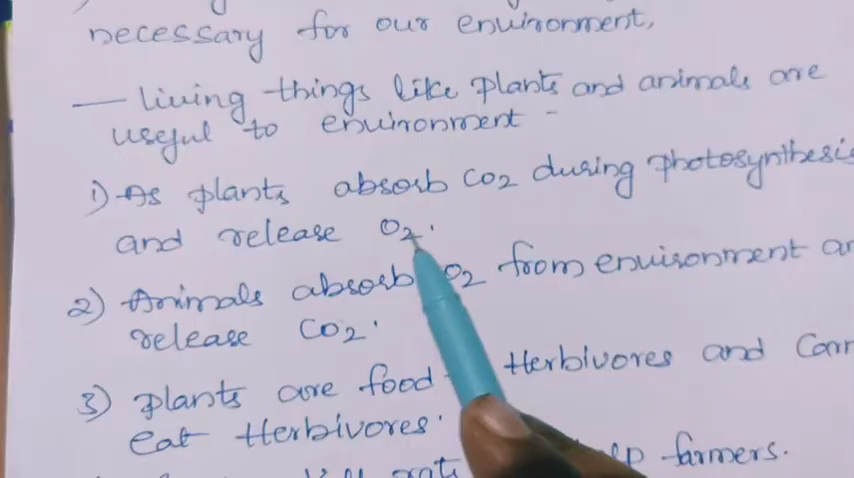 necessary for our environment,
— living things like plants and animals are
useful to environment -
1) As plants absorb CO2 during photosynthesis
and release O2.
2) Animals absorb O2 from environment
release CO2.
3) plants are food Herbivores and
eat Herbivores.
farmers.